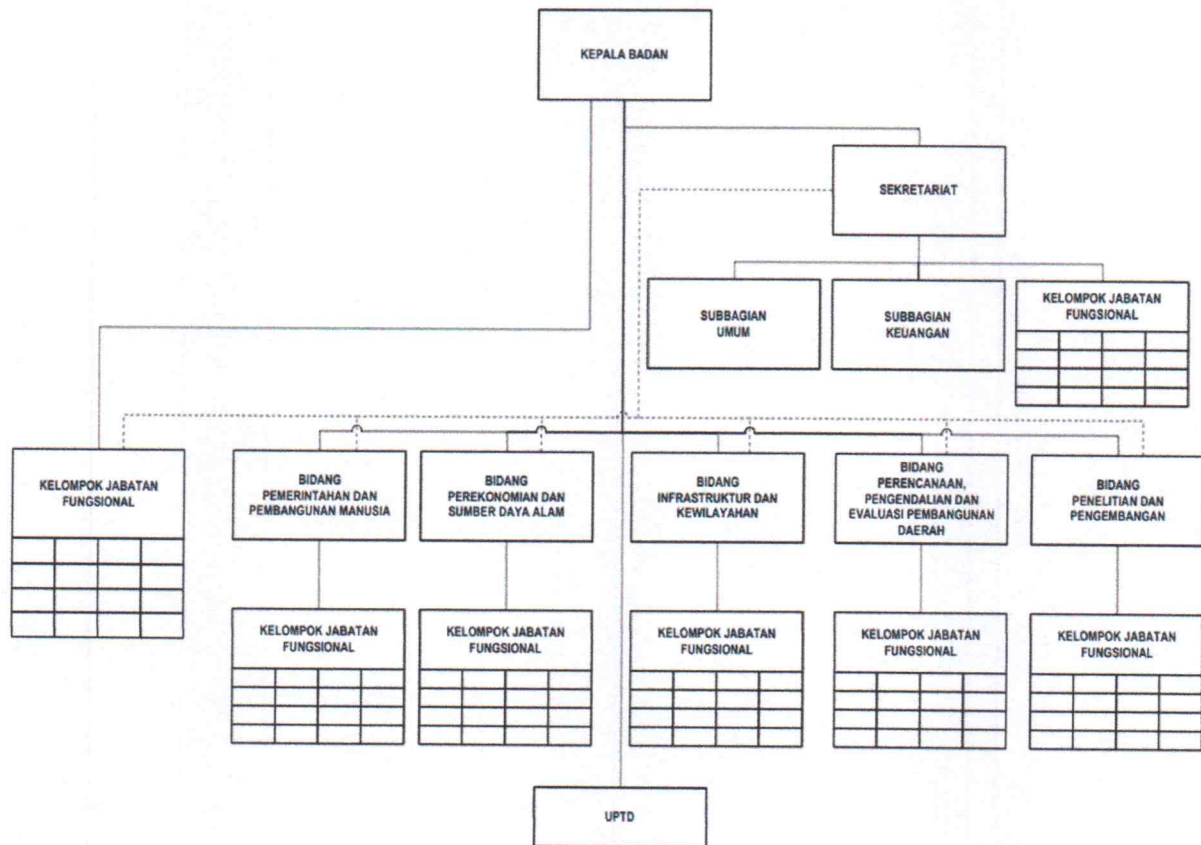 KEPALA BADAN
SEKRETARIAT
SUBBAGIAN
UMUM
SUBBAGIAN
KEUANGAN
KELOMPOK JABATAN
FUNGSIONAL
KELOMPOK JABATAN
FUNGSIONAL
BIDANG
PEMERINTAHAN DAN
PEMBANGUNAN MANUSIA
BIDANG
PEREKONOMIAN DAN
SUMBER DAYA ALAM
BIDANG
INFRASTRUKTUR DAN
KEWILAYAHAN
BIDANG
PERENCANAAN,
PENGENDALIAN DAN
EVALUASI PEMBANGUNAN
DAERAH
BIDANG
PENELITIAN DAN
PENGEMBANGAN
KELOMPOK JABATAN
FUNGSIONAL
KELOMPOK JABATAN
FUNGSIONAL
KELOMPOK JABATAN
FUNGSIONAL
KELOMPOK JABATAN
FUNGSIONAL
KELOMPOK JABATAN
FUNGSIONAL
UPTD